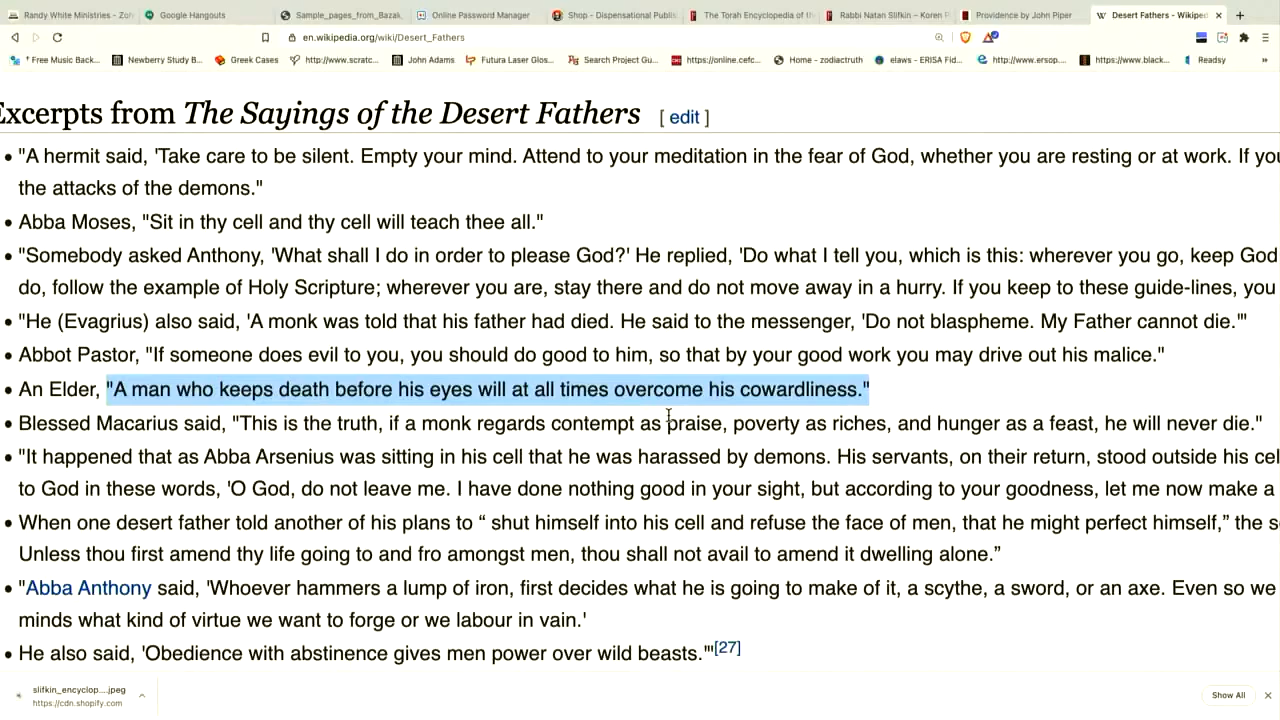 Randy White Ministries - Zoh
Google Hangouts
Sample_pages_from_Bazak
Online Password Manager
Shop - Dispensational Publis
The Torah Encyclopedia of th
Rabbi Natan Slifkin – Koren P
Providence by John Piper
Desert Fathers - Wikiped
en.wikipedia.org/wiki/Desert_Fathers
† Free Music Back...
Newberry Study B...
Greek Cases
http://www.scratc...
John Adams
Futura Laser Glos...
Search Project Gu...
https://online.cefc...
Home - zodiactruth
elaws - ERISA Fid...
http://www.ersop....
https://www.black...
Readsy
»
Excerpts from The Sayings of the Desert Fathers [ edit ]
• "A hermit said, 'Take care to be silent. Empty your mind. Attend to your meditation in the fear of God, whether you are resting or at work. If you
the attacks of the demons."
• Abba Moses, "Sit in thy cell and thy cell will teach thee all."
• "Somebody asked Anthony, 'What shall I do in order to please God?' He replied, 'Do what I tell you, which is this: wherever you go, keep God
do, follow the example of Holy Scripture; wherever you are, stay there and do not move away in a hurry. If you keep to these guide-lines, you
• "He (Evagrius) also said, 'A monk was told that his father had died. He said to the messenger, 'Do not blaspheme. My Father cannot die.'"
• Abbot Pastor, "If someone does evil to you, you should do good to him, so that by your good work you may drive out his malice."
• An Elder, "A man who keeps death before his eyes will at all times overcome his cowardliness."
• Blessed Macarius said, "This is the truth, if a monk regards contempt as praise, poverty as riches, and hunger as a feast, he will never die."
• "It happened that as Abba Arsenius was sitting in his cell that he was harassed by demons. His servants, on their return, stood outside his cel
to God in these words, 'O God, do not leave me. I have done nothing good in your sight, but according to your goodness, let me now make a
• When one desert father told another of his plans to “ shut himself into his cell and refuse the face of men, that he might perfect himself,” the s
Unless thou first amend thy life going to and fro amongst men, thou shall not avail to amend it dwelling alone.”
• "Abba Anthony said, 'Whoever hammers a lump of iron, first decides what he is going to make of it, a scythe, a sword, or an axe. Even so we
minds what kind of virtue we want to forge or we labour in vain.'
• He also said, 'Obedience with abstinence gives men power over wild beasts.'"[27]
slifkin_encyclop....jpeg
https://cdn.shopify.com
Show All